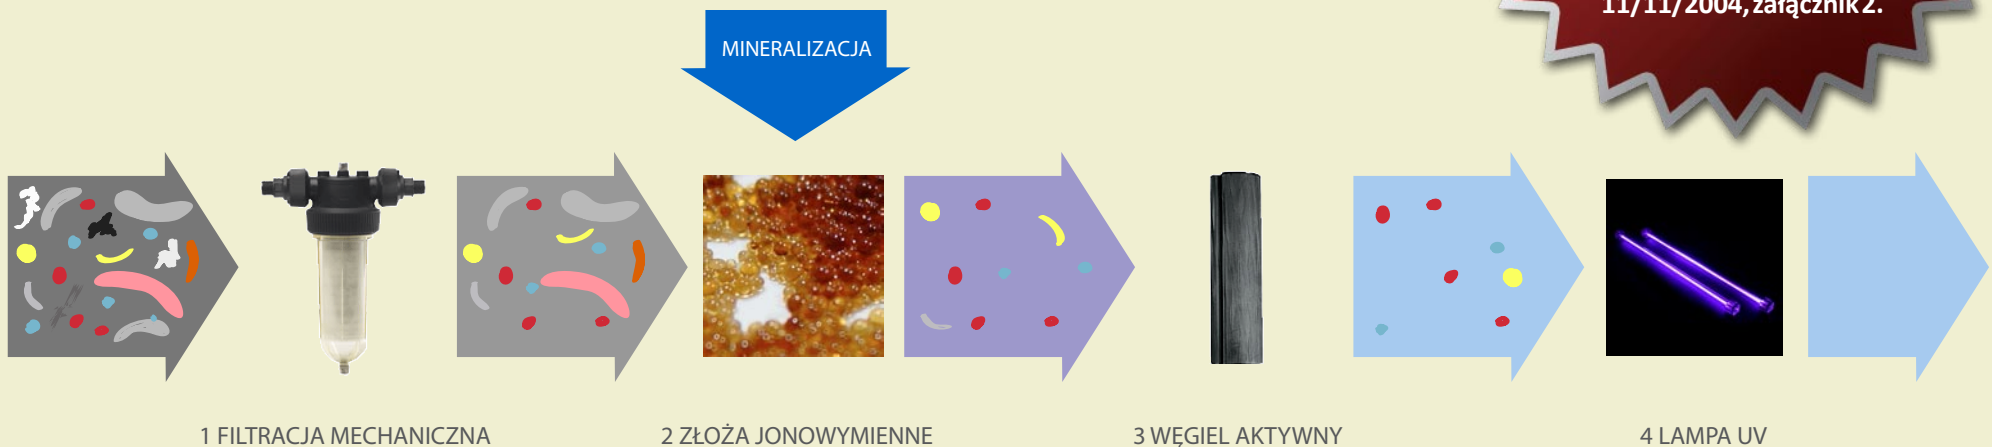 11/11/2004, załącznik 2.
MINERALIZACJA
1 FILTRACJA MECHANICZNA
2 ZŁOŻA JONOWYMIENNE
3 WĘGIEL AKTYWNY
4 LAMPA UV